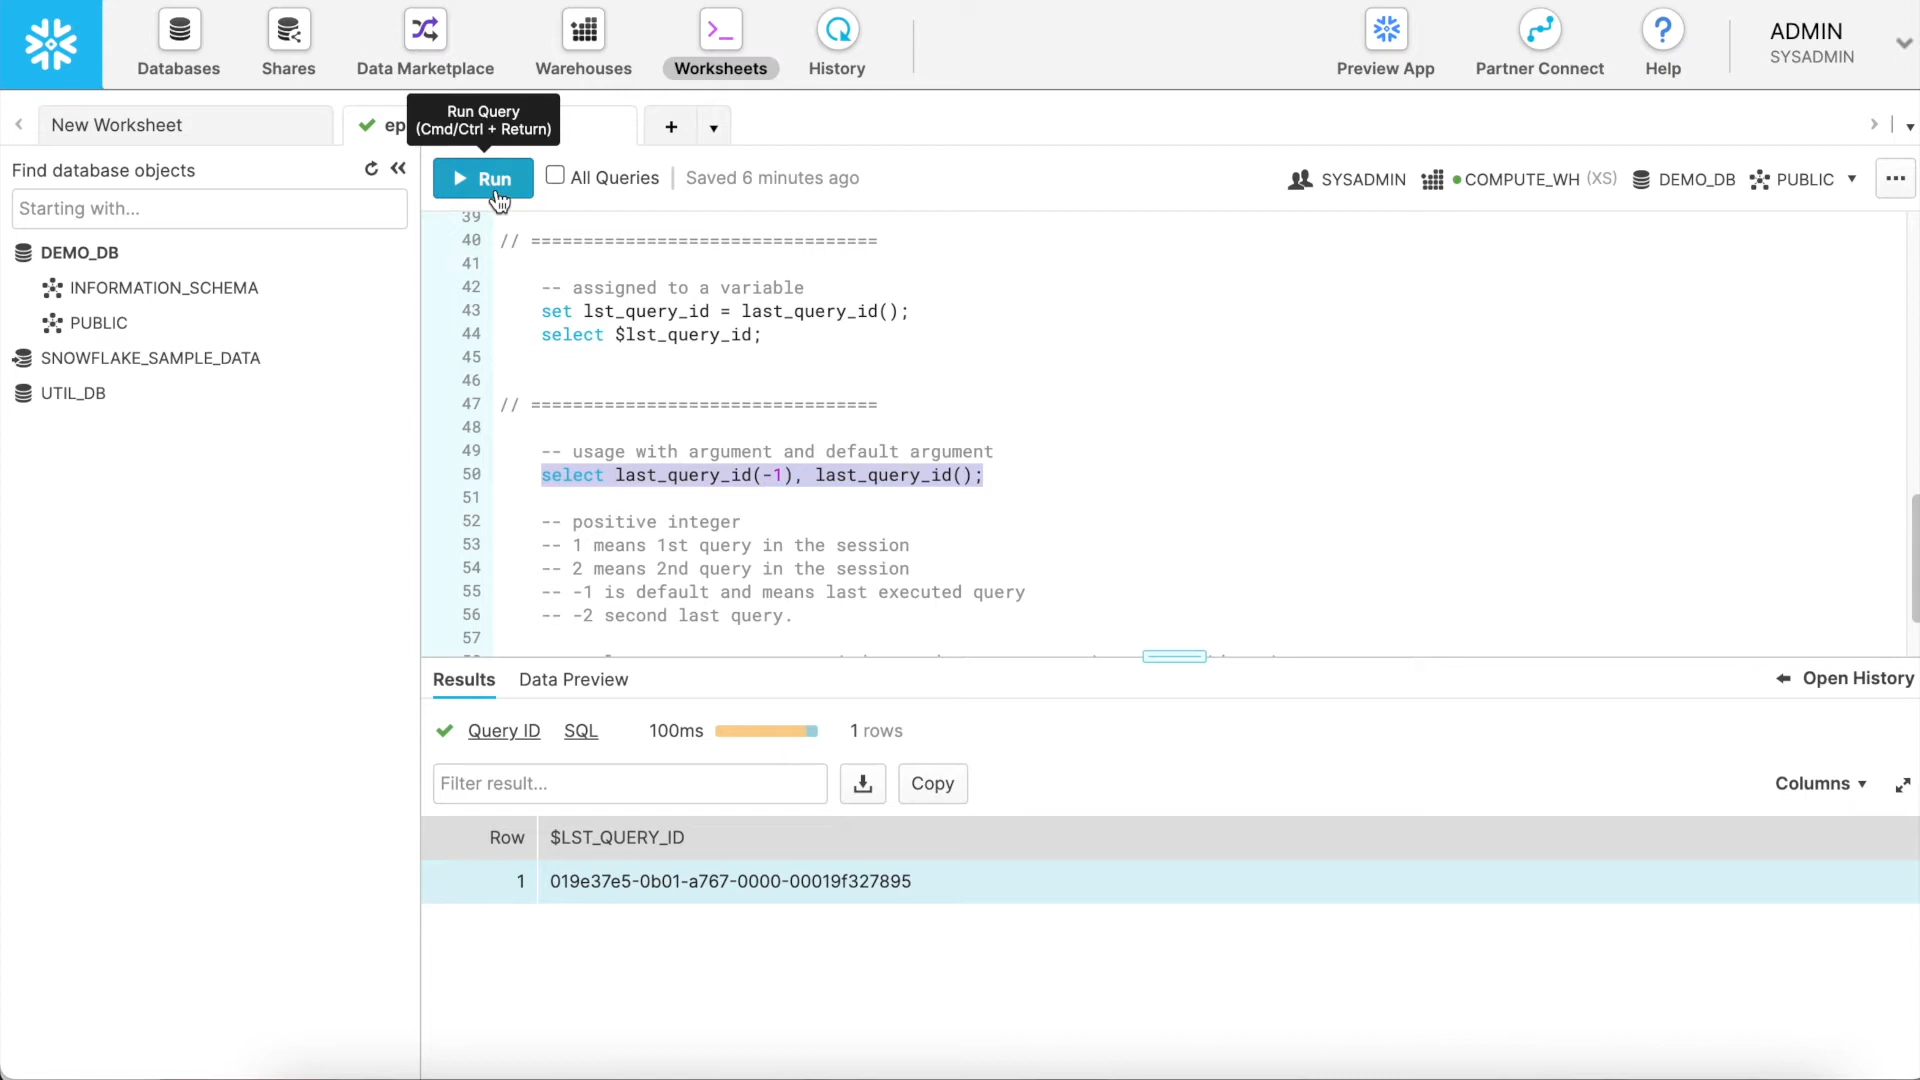 Databases
Shares
Data Marketplace
Warehouses
Worksheets
History
Preview App
Partner Connect
Help
ADMIN
SYSADMIN
New Worksheet
ep
Run Query
(Cmd/Ctrl + Return)
+
Find database objects
Starting with...
DEMO_DB
INFORMATION_SCHEMA
PUBLIC
SNOWFLAKE_SAMPLE_DATA
UTIL_DB
Run
All Queries
Saved 6 minutes ago
SYSADMIN
COMPUTE_WH (XS)
DEMO_DB
PUBLIC
39
40 // =================================
41
42 -- assigned to a variable
43 set lst_query_id = last_query_id();
44 select $lst_query_id;
45
46
47 // =================================
48
49 -- usage with argument and default argument
50 select last_query_id(-1), last_query_id();
51
52 -- positive integer
53 -- 1 means 1st query in the session
54 -- 2 means 2nd query in the session
55 -- -1 is default and means last executed query
56 -- -2 second last query.
57
Results
Data Preview
Open History
Query ID
SQL
100ms
1 rows
Filter result...
Copy
Columns
Row $LST_QUERY_ID
1 019e37e5-0b01-a767-0000-00019f327895